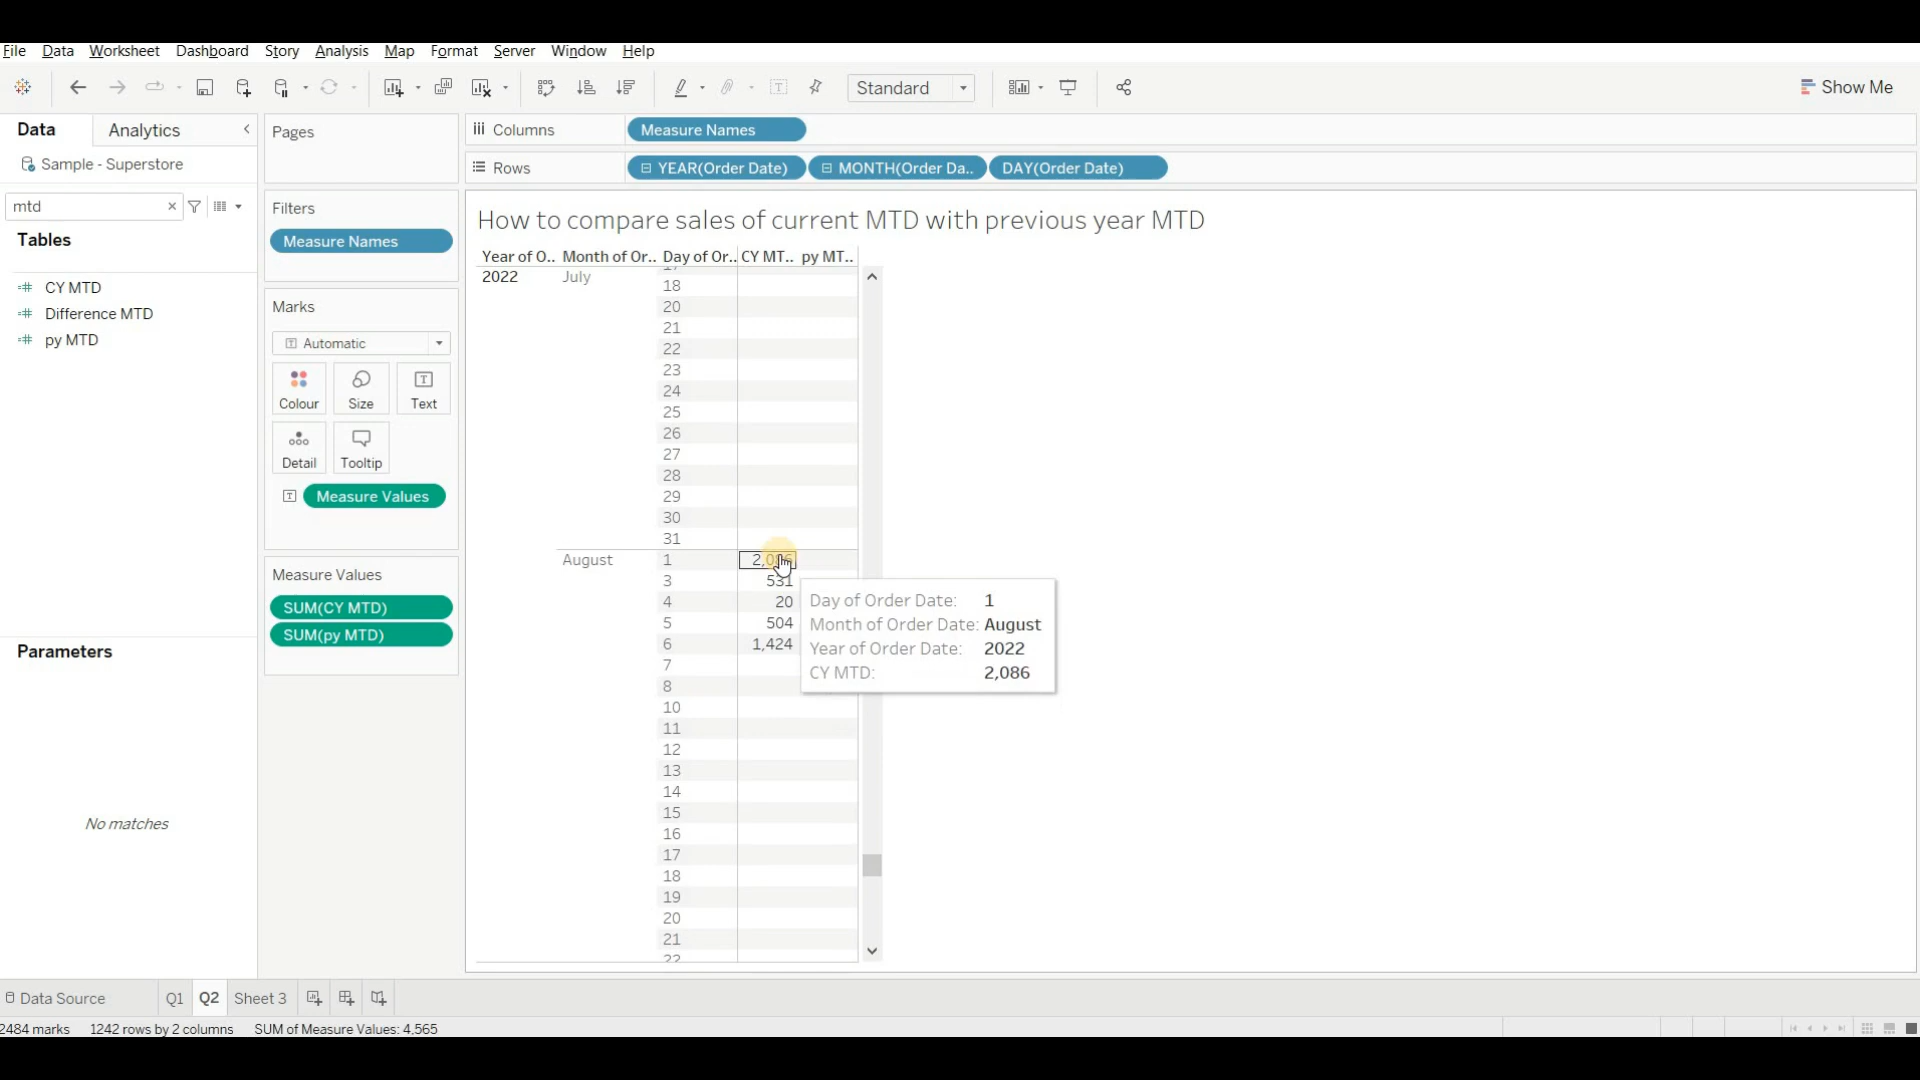 File Data Worksheet Dashboard Story Analysis Map Format Server Window Help
Standard
Show Me
Data Analytics
Sample - Superstore
mtd
Tables
CY MTD
Difference MTD
py MTD
Parameters
No matches
Pages
Filters
Measure Names
Marks
Automatic
Colour Size Text
Detail Tooltip
Measure Values
Measure Values
SUM(CY MTD)
SUM(py MTD)
Columns Measure Names
Rows YEAR(Order Date) MONTH(Order Da.. DAY(Order Date)
How to compare sales of current MTD with previous year MTD
Year of O.. Month of Or.. Day of Or.. CY MT.. py MT..
2022 July
18
20
21
22
23
24
25
26
27
28
29
30
31
August 1 2,086
3 531
4 20
5 504
6 1,424
7
8
10
11
12
13
14
15
16
17
18
19
20
21
22
Day of Order Date: 1
Month of Order Date: August
Year of Order Date: 2022
CY MTD: 2,086
Data Source Q1 Q2 Sheet 3
2484 marks 1242 rows by 2 columns SUM of Measure Values: 4,565